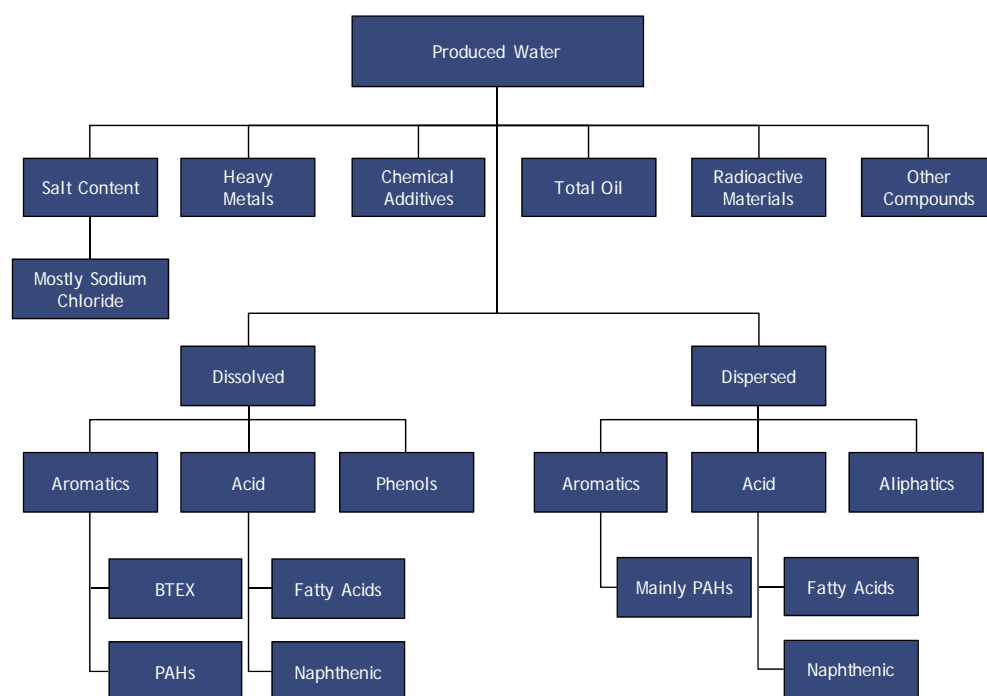 Produced Water
Salt Content
Heavy
Metals
Chemical
Additives
Total Oil
Radioactive
Materials
Other
Compounds
Mostly Sodium
Chloride
Dissolved
Dispersed
Aromatics
Acid
Phenols
Aromatics
Acid
Aliphatics
BTEX
Fatty Acids
Mainly PAHs
Fatty Acids
PAHs
Naphthenic
Naphthenic